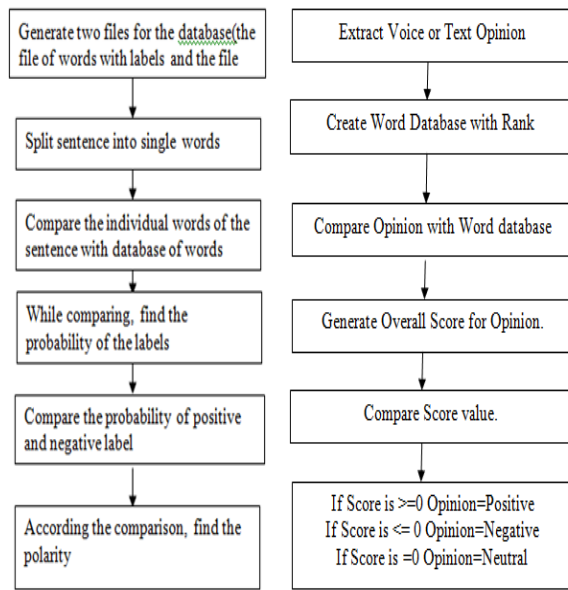 Generate two files for the database(the
file of words with labels and the file
Split sentence into single words
Compare the individual words of the
sentence with database of words
While comparing, find the
probability of the labels
Compare the probability of positive
and negative label
According the comparison, find the
polarity
Extract Voice or Text Opinion
Create Word Database with Rank
Compare Opinion with Word database
Generate Overall Score for Opinion.
Compare Score value.
If Score is >=0 Opinion=Positive
If Score is <= 0 Opinion=Negative
If Score is =0 Opinion=Neutral